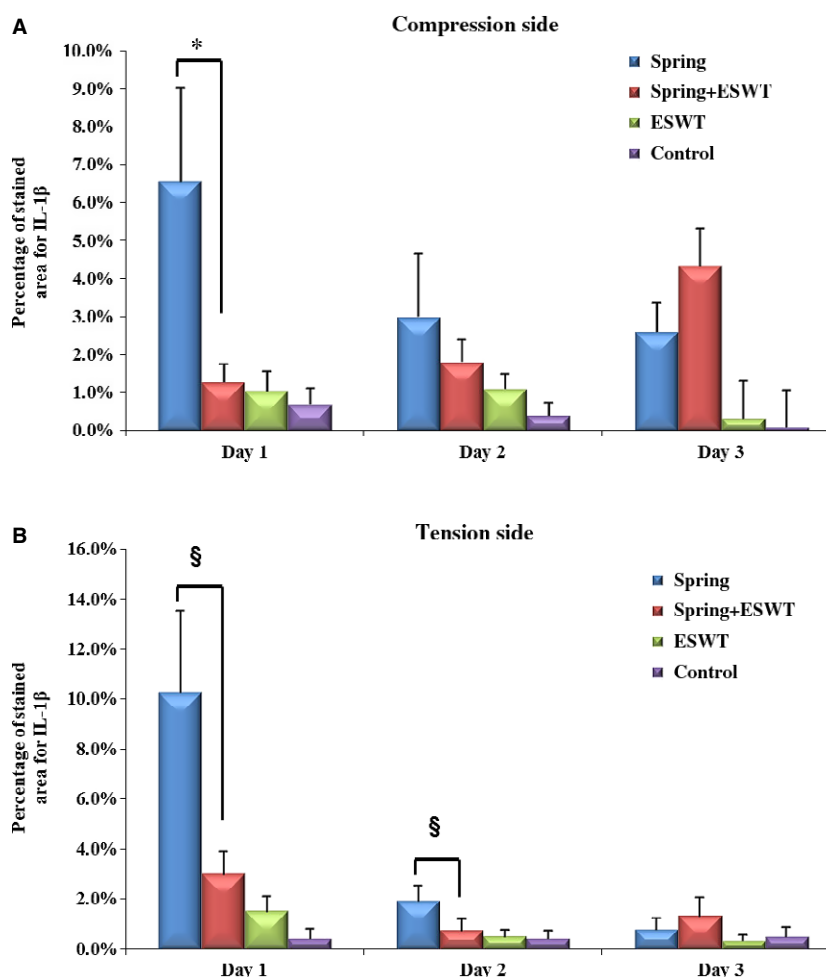 A
Compression side
10.0%
9.0%
8.0%
7.0%
6.0%
5.0%
4.0%
3.0%
2.0%
1.0%
0.0%
Percentage of stained
area for IL-1β
*
Spring
Spring+ESWT
ESWT
Control
Day 1 Day 2 Day 3
B
Tension side
16.0%
14.0%
12.0%
10.0%
8.0%
6.0%
4.0%
2.0%
0.0%
Percentage of stained
area for IL-1β
§
§
Spring
Spring+ESWT
ESWT
Control
Day 1 Day 2 Day 3